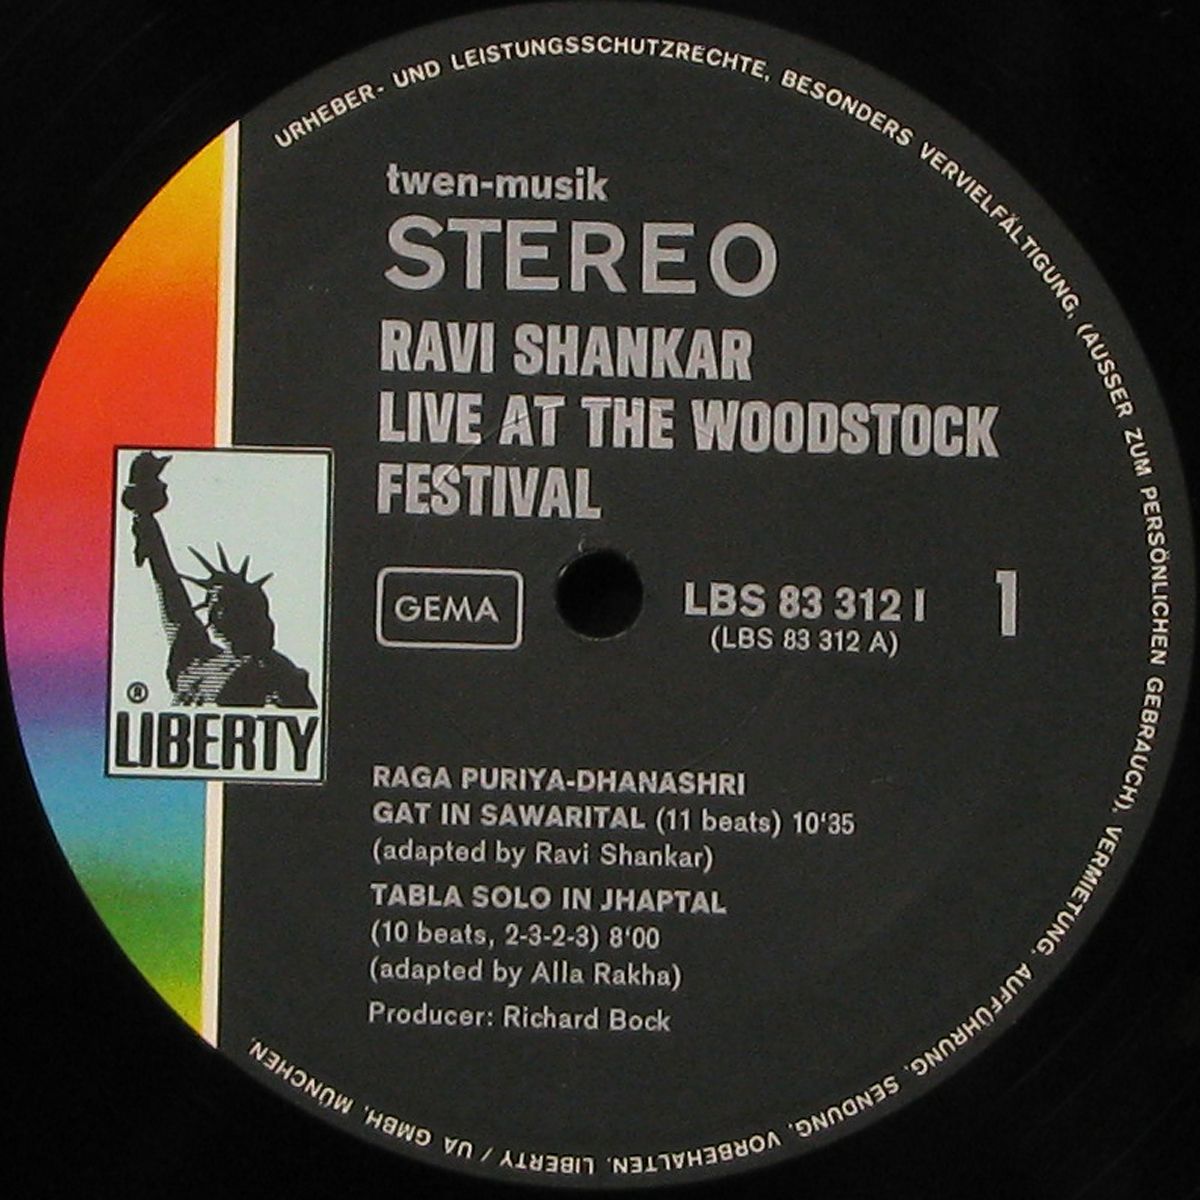 URHEBER- UND LEISTUNGSSCHUTZRECHTE, BESONDERS VERVIELFÄLTIGUNG, (AUSSER ZUM PERSÖNLICHEN GEBRAUCH), VERMIETUNG, AUFFÜHRUNG, SENDUNG, VORBEHALTEN. LIBERTY / UA GMBH, MÜNCHEN.
twen-musik
STEREO
RAVI SHANKAR
LIVE AT THE WOODSTOCK
FESTIVAL
GEMA
LBS 83 312 I
1
(LBS 83 312 A)
®
LIBERTY
RAGA PURIYA-DHANASHRI
GAT IN SAWARITAL (11 beats) 10'35
(adapted by Ravi Shankar)
TABLA SOLO IN JHAPTAL
(10 beats, 2-3-2-3) 8'00
(adapted by Alla Rakha)
Producer: Richard Bock